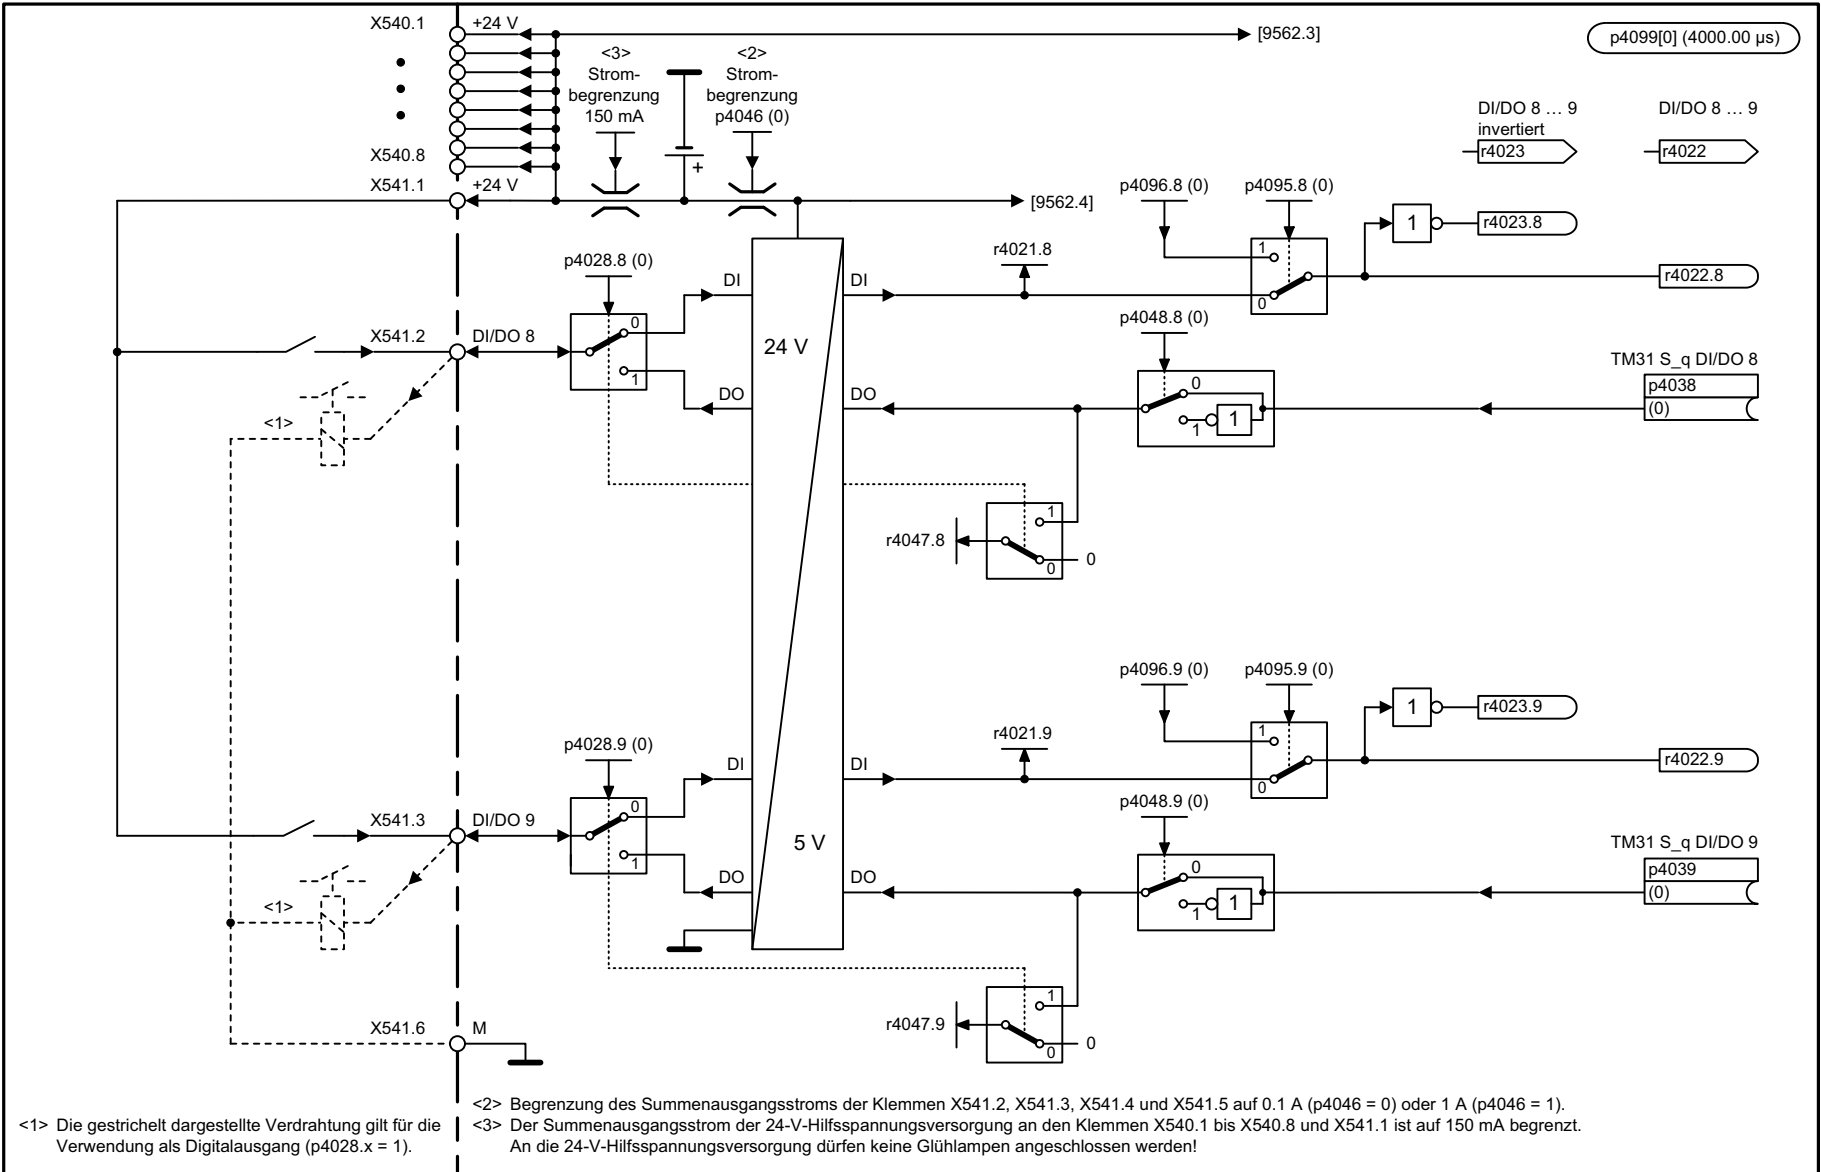 X540.1
+24 V
[9562.3]
p4099[0] (4000.00 µs)
<3>
Strom-
begrenzung
150 mA
<2>
Strom-
begrenzung
p4046 (0)
+
DI/DO 8 … 9
invertiert
r4023
DI/DO 8 … 9
r4022
X540.8
X541.1
+24 V
[9562.4]
p4096.8 (0)
p4095.8 (0)
1
0
1
r4023.8
r4022.8
p4028.8 (0)
0
1
DI
DO
24 V
5 V
DI
r4021.8
DO
p4048.8 (0)
0
1
1
TM31 S_q DI/DO 8
p4038
(0)
X541.2
DI/DO 8
<1>
r4047.8
1
0
0
p4096.9 (0)
p4095.9 (0)
1
0
1
r4023.9
r4022.9
p4028.9 (0)
0
1
DI
DO
DI
r4021.9
DO
p4048.9 (0)
0
1
1
TM31 S_q DI/DO 9
p4039
(0)
X541.3
DI/DO 9
<1>
r4047.9
1
0
0
X541.6
M
<1> Die gestrichelt dargestellte Verdrahtung gilt für die
Verwendung als Digitalausgang (p4028.x = 1).
<2> Begrenzung des Summenausgangsstroms der Klemmen X541.2, X541.3, X541.4 und X541.5 auf 0.1 A (p4046 = 0) oder 1 A (p4046 = 1).
<3> Der Summenausgangsstrom der 24-V-Hilfsspannungsversorgung an den Klemmen X540.1 bis X540.8 und X541.1 ist auf 150 mA begrenzt.
An die 24-V-Hilfsspannungsversorgung dürfen keine Glühlampen angeschlossen werden!